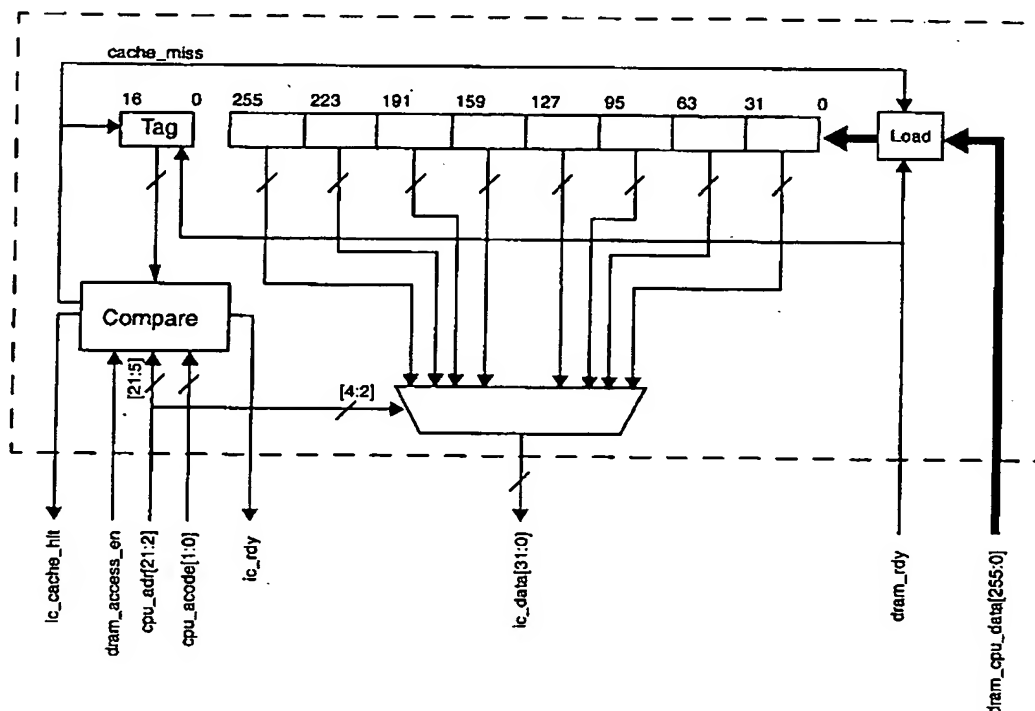 cache_miss
16 0 255 223 191 159 127 95 63 31 0
Tag
Load
Compare
[21:5]
[4:2]
ic_cache_hit
dram_access_en
cpu_adr[21:2]
cpu_acode[1:0]
ic_rdy
ic_data[31:0]
dram_rdy
dram_cpu_data[255:0]